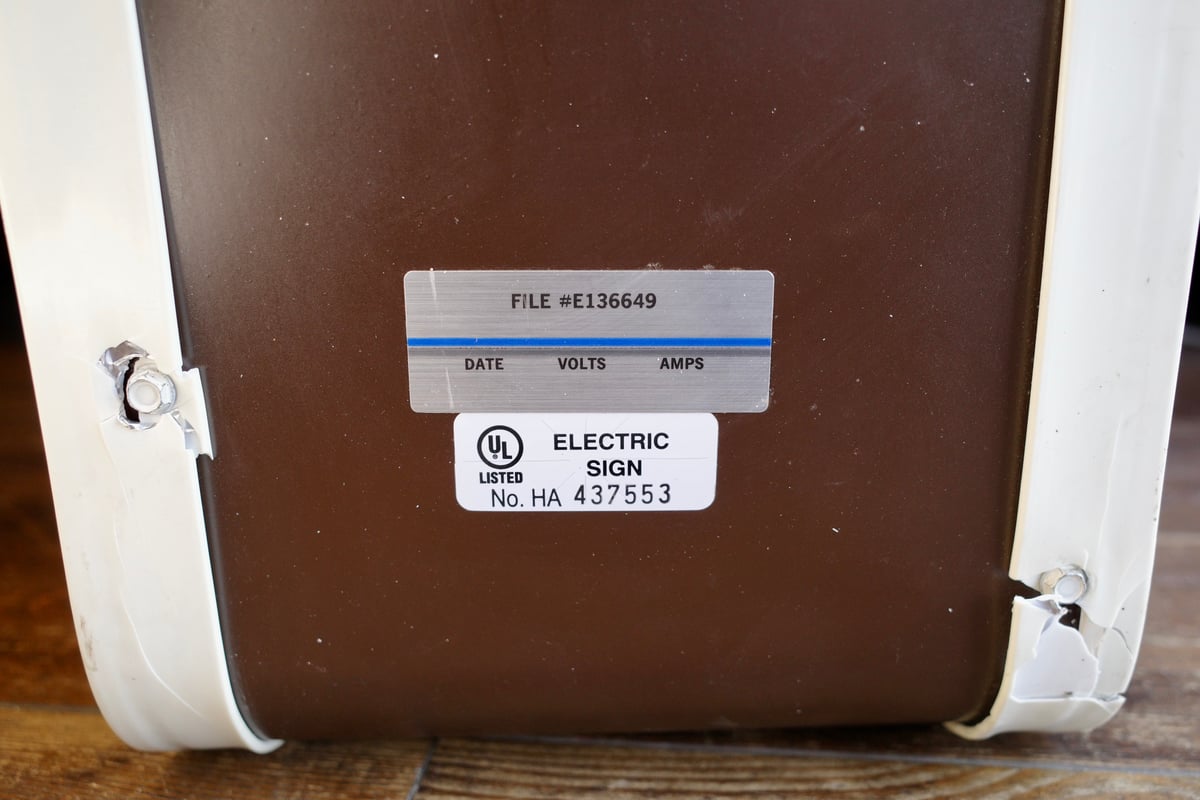 FILE #E136649
DATE VOLTS AMPS
UL ® ELECTRIC
SIGN
LISTED
No. HA 437553